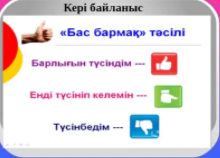 Кері байланыс
«Бас бармақ» тәсілі
Барлығын түсіндім ---
Енді түсініп келемін ---
Түсінбедім ---